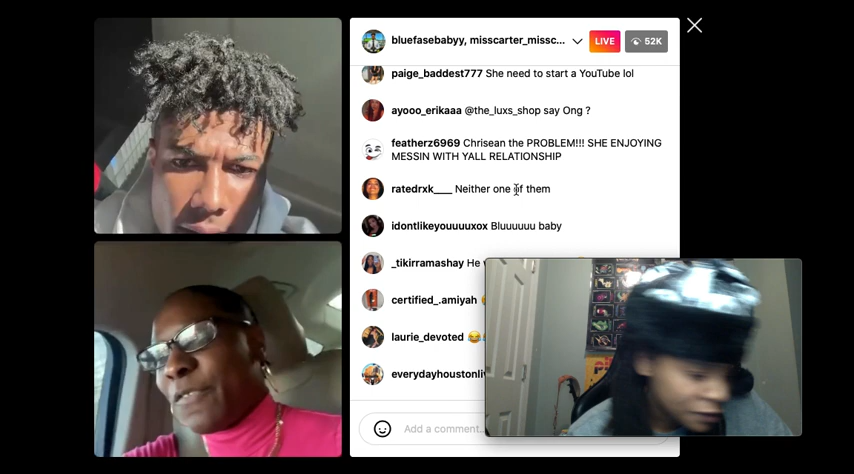 bluefasebabyy, misscarter_missc...
LIVE
52K
paige_baddest777 She need to start a YouTube lol
ayooo_erikaaa @the_luxs_shop say Ong ?
featherz6969 Chrisean the PROBLEM!!! SHE ENJOYING
MESSIN WITH YALL RELATIONSHIP
ratedrxk____ Neither one of them
idontlikeyouuuuxox Bluuuuuu baby
_tikirramashay He
certified_.amiyah
laurie_devoted 😂
everydayhoustonliv
Add a comment...